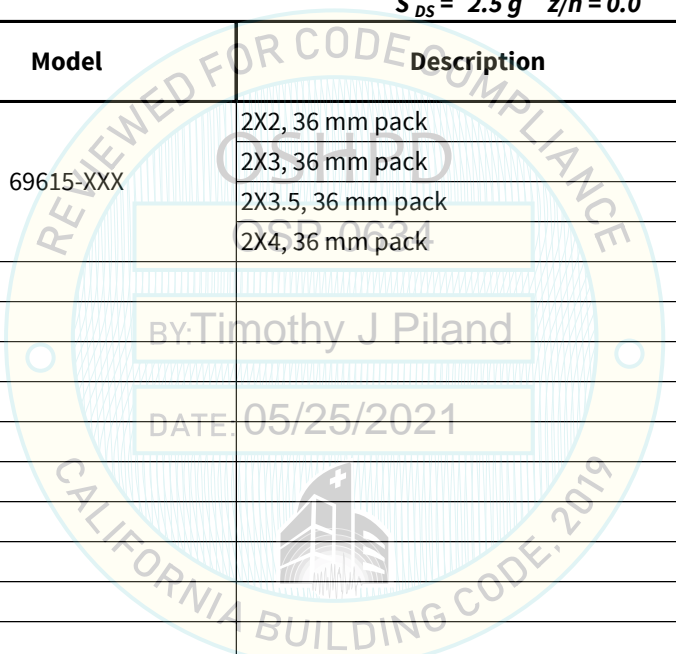 S DS = 2.5 g z/h = 0.0
Model Description
2X2, 36 mm pack
2X3, 36 mm pack
69615-XXX
2X3.5, 36 mm pack
2X4, 36 mm pack
REVIEWED FOR CODE COMPLIANCE
OSHPD
OSP-0634
BY:Timothy J Piland
DATE: 05/25/2021
CALIFORNIA BUILDING CODE, 2019